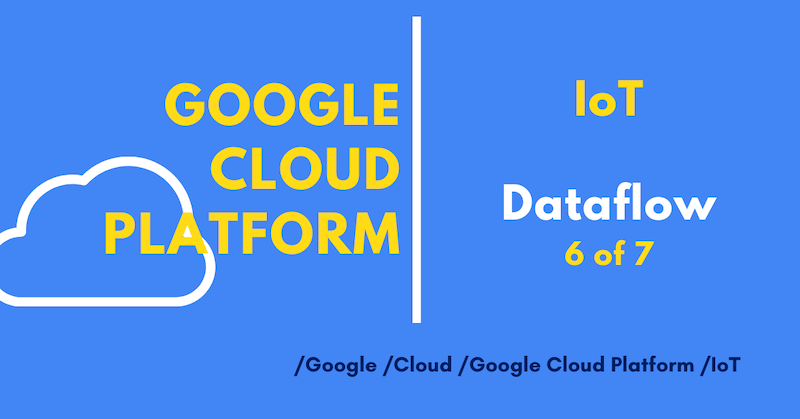 GOOGLE
CLOUD
PLATFORM
IoT
Dataflow
6 of 7
/Google /Cloud /Google Cloud Platform /IoT